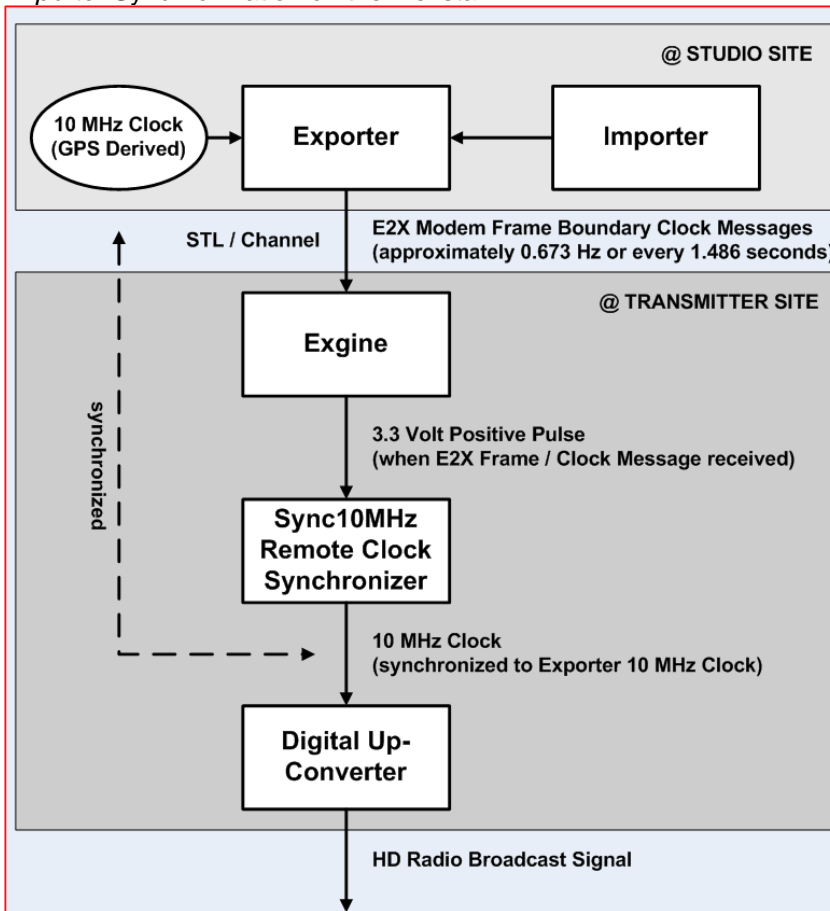 @ STUDIO SITE
10 MHz Clock
(GPS Derived)
Exporter
Importer
STL / Channel
E2X Modem Frame Boundary Clock Messages
(approximately 0.673 Hz or every 1.486 seconds)
@ TRANSMITTER SITE
Exgine
synchronized
3.3 Volt Positive Pulse
(when E2X Frame / Clock Message received)
Sync10MHz
Remote Clock
Synchronizer
10 MHz Clock
(synchronized to Exporter 10 MHz Clock)
Digital Up-
Converter
HD Radio Broadcast Signal